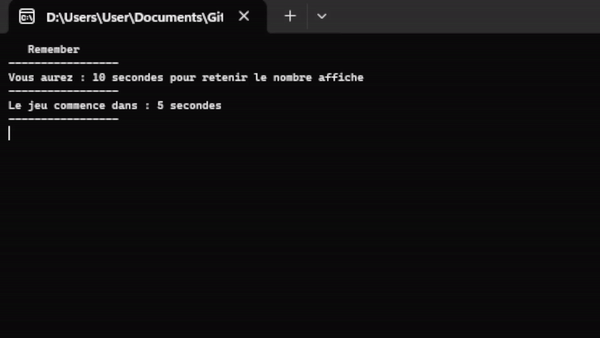 D:\Users\User\Documents\Git
Remember
-----------------
Vous aurez : 10 secondes pour retenir le nombre affiche
-----------------
Le jeu commence dans : 5 secondes
-----------------